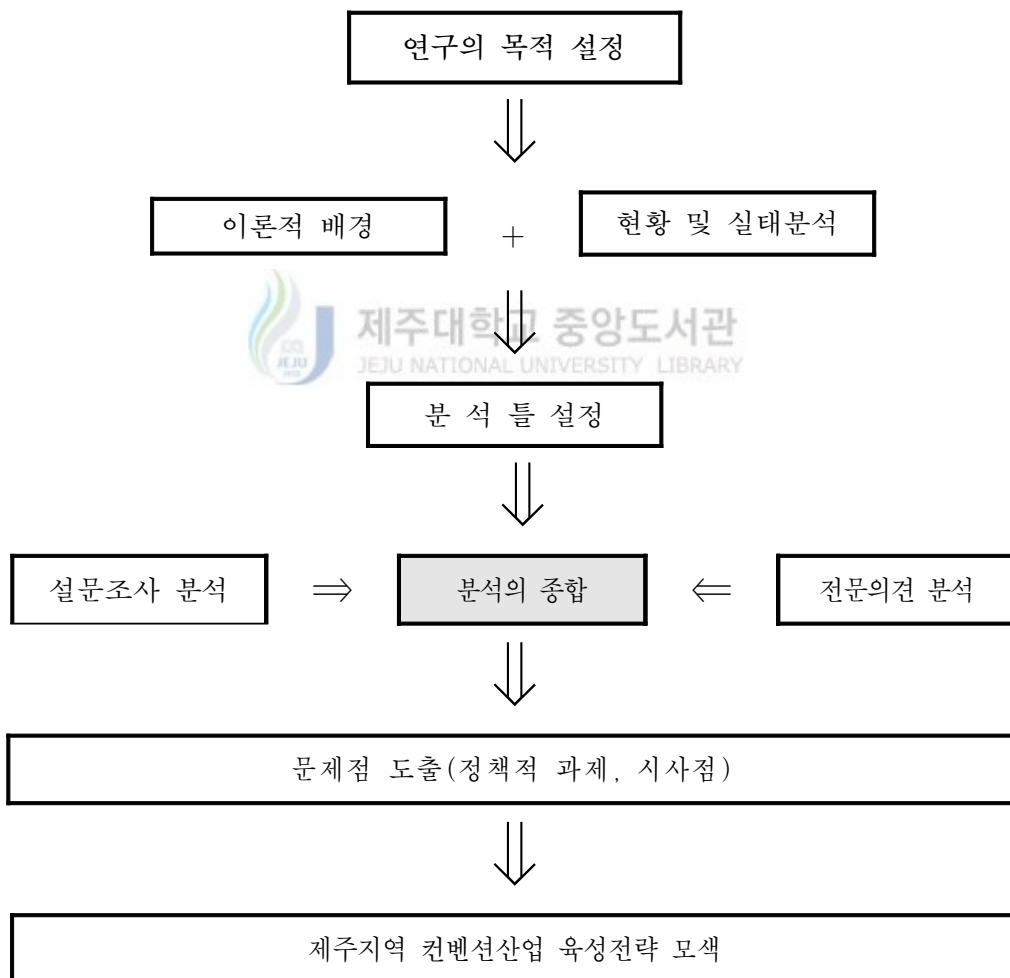 연구의 목적 설정
이론적 배경 + 현황 및 실태분석
제주대학교 중앙도서관
JEJU NATIONAL UNIVERSITY LIBRARY
JEJU
분 석 틀 설정
설문조사 분석 ⇒ 분석의 종합 ⇐ 전문의견 분석
문제점 도출(정책적 과제, 시사점)
제주지역 컨벤션산업 육성전략 모색